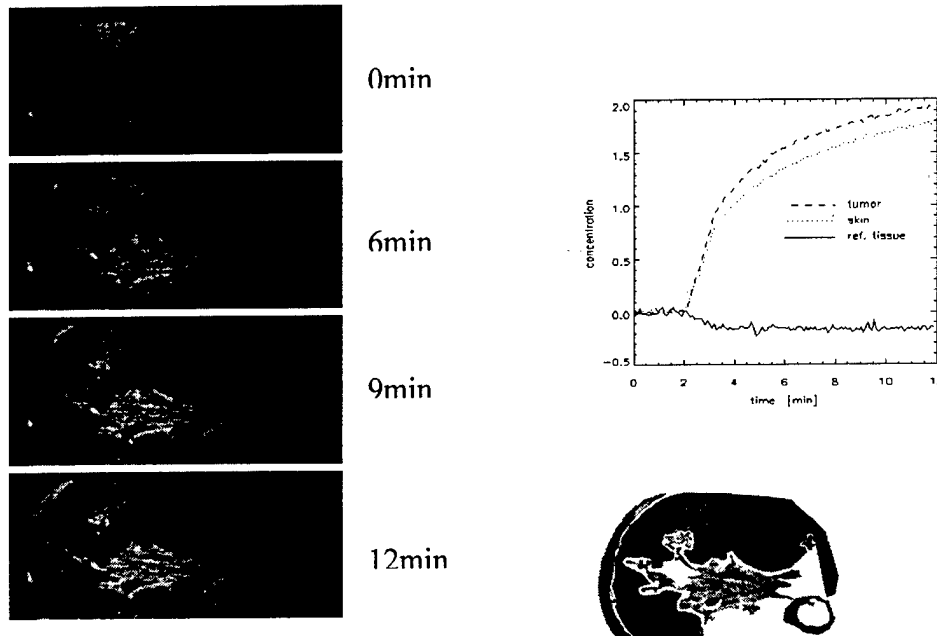 0min
6min
9min
12min
2.0
1.5
1.0
0.5
0.0
-0.5
concentration
tumor
skin
ref. tissue
0 2 4 6 8 10
time [min]